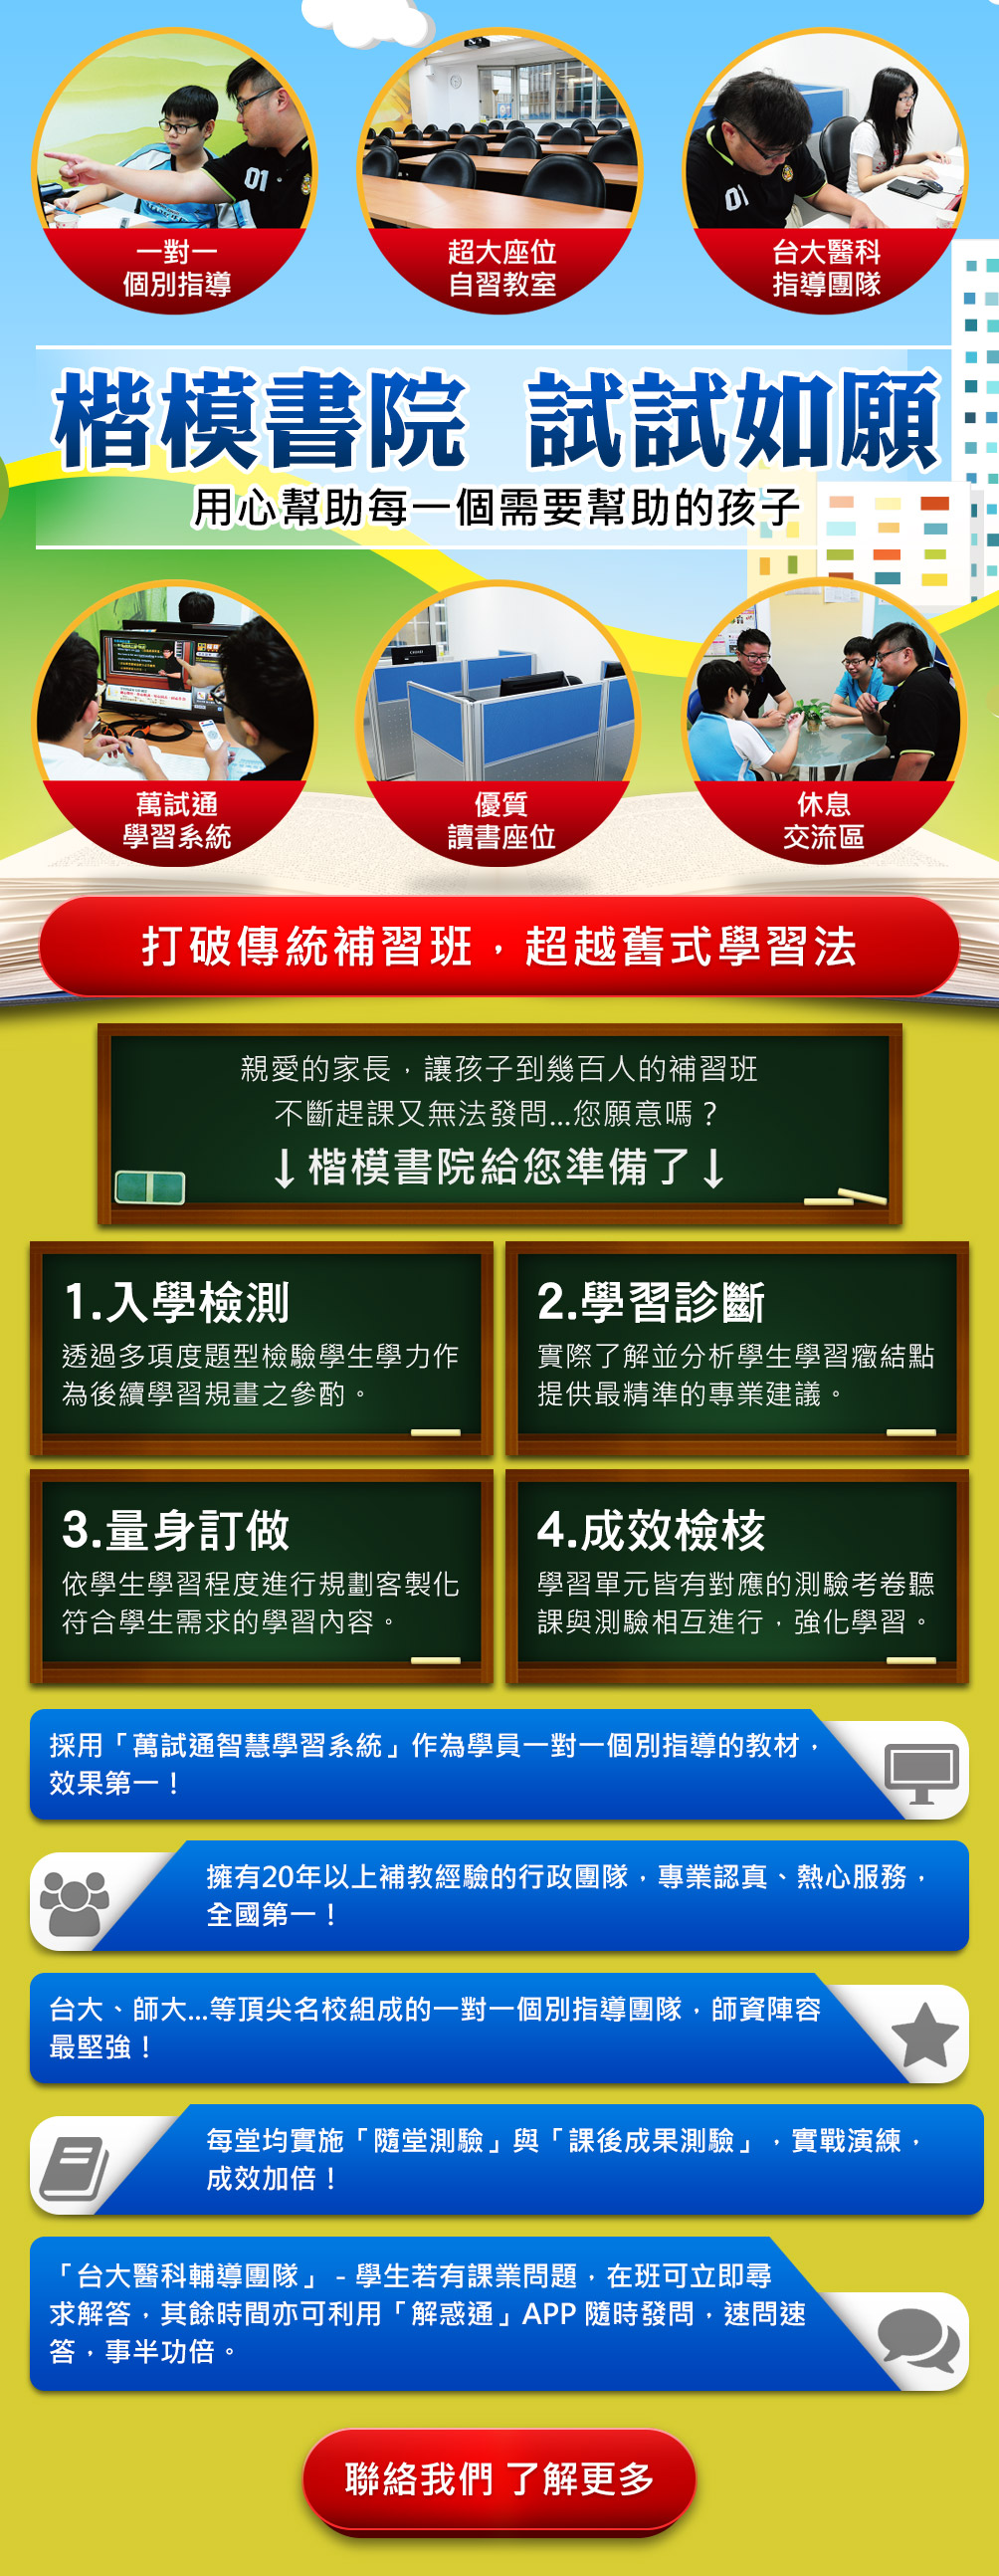 一對一
個別指導
超大座位
自習教室
台大醫科
指導團隊
楷模書院 試試如願
用心幫助每一個需要幫助的孩子
萬試通
學習系統
優質
讀書座位
休息
交流區
打破傳統補習班，超越舊式學習法
親愛的家長，讓孩子到幾百人的補習班
不斷趕課又無法發問...您願意嗎？
↓楷模書院給您準備了↓
1.入學檢測
透過多項度題型檢驗學生學力作
為後續學習規畫之參酌。
2.學習診斷
實際了解並分析學生學習癥結點
提供最精準的專業建議。
3.量身訂做
依學生學習程度進行規劃客製化
符合學生需求的學習內容。
4.成效檢核
學習單元皆有對應的測驗考卷聽
課與測驗相互進行，強化學習。
採用「萬試通智慧學習系統」作為學員一對一個別指導的教材，
效果第一！
擁有20年以上補教經驗的行政團隊，專業認真、熱心服務，
全國第一！
台大、師大...等頂尖名校組成的一對一個別指導團隊，師資陣容
最堅強！
每堂均實施「隨堂測驗」與「課後成果測驗」，實戰演練，
成效加倍！
「台大醫科輔導團隊」－學生若有課業問題，在班可立即尋
求解答，其餘時間亦可利用「解惑通」APP 隨時發問，速問速
答，事半功倍。
聯絡我們 了解更多